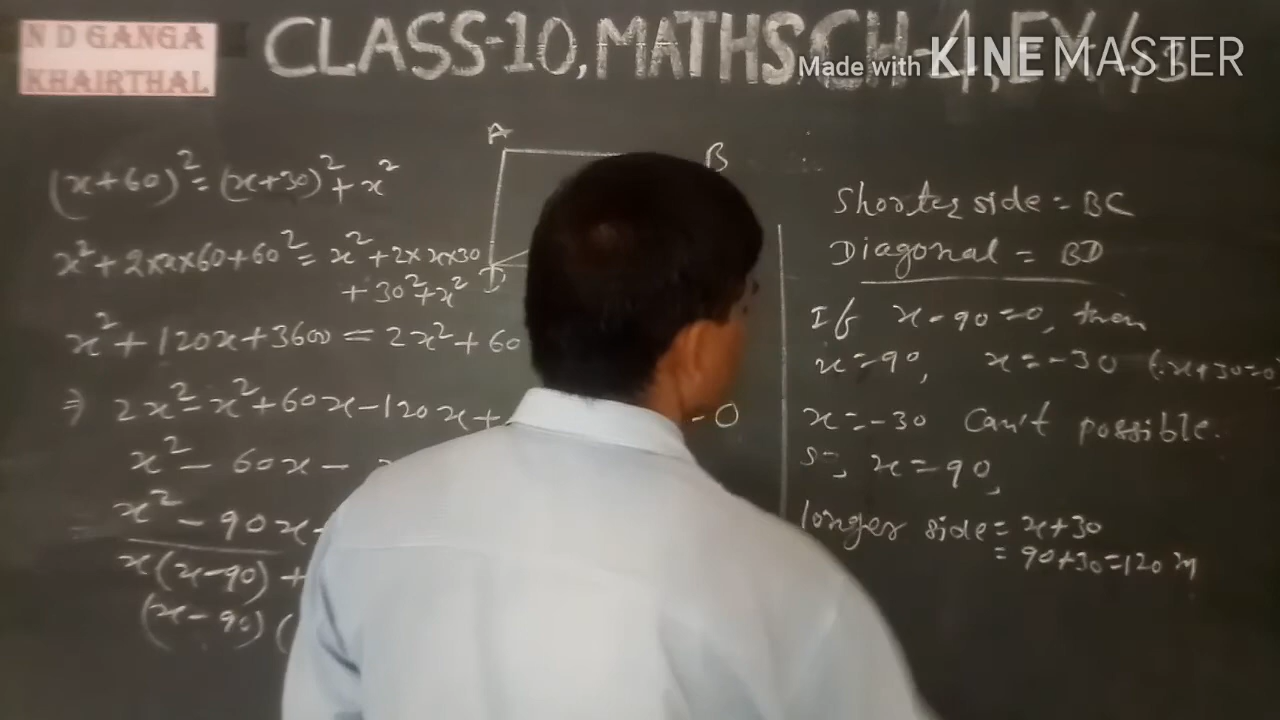 N D GANGA
KHAIRTHAL
CLASS-10, MATHS, CH-4, EX
Made with KINEMASTER
(x+60)² = (x+30)² + x²
x² + 2×x×60 + 60² = x² + 2×x×30
+ 30² + x²
x² + 120x + 3600 = 2x² + 60
⇒ 2x² - x² + 60x - 120x +
- 0
x² - 60x -
= x² - 90x
x(x-90) +
(x-90) (
A
B
D
Shorter side = BC
Diagonal = BD
If x-90=0, then
x=90, x=-30 (∵x+30=0
x=-30 Can't possible.
so, x=90,
longer side = x+30
= 90+30=120 m